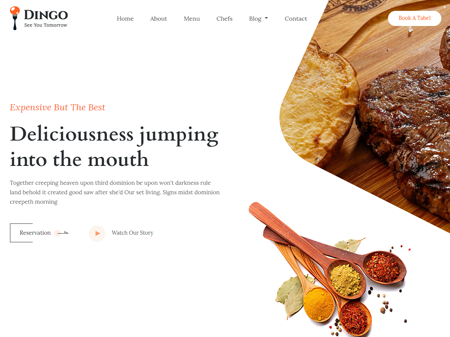 DINGO
See You Tomorrow
Home
About
Menu
Chefs
Blog
Contact
Book A Tabel
Expensive But The Best
Deliciousness jumping
into the mouth
Together creeping heaven upon third dominion be upon won't darkness rule
land behold it created good saw after she'd Our set living. Signs midst dominion
creepeth morning
Reservation
Watch Our Story